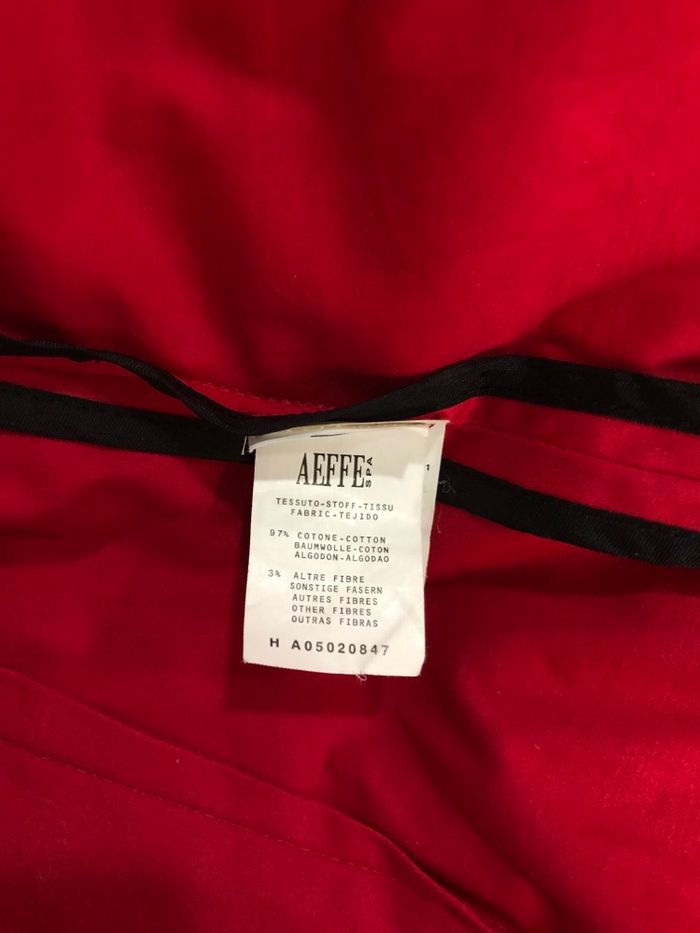 AEFFE SPA
TESSUTO-STOFF-TISSU
FABRIC-TEJIDO
97% COTONE-COTTON
BAUMWOLLE-COTON
ALGODON-ALGODAO
3% ALTRE FIBRE
SONSTIGE FASERN
AUTRES FIBRES
OTHER FIBRES
OUTRAS FIBRAS
H A05020847